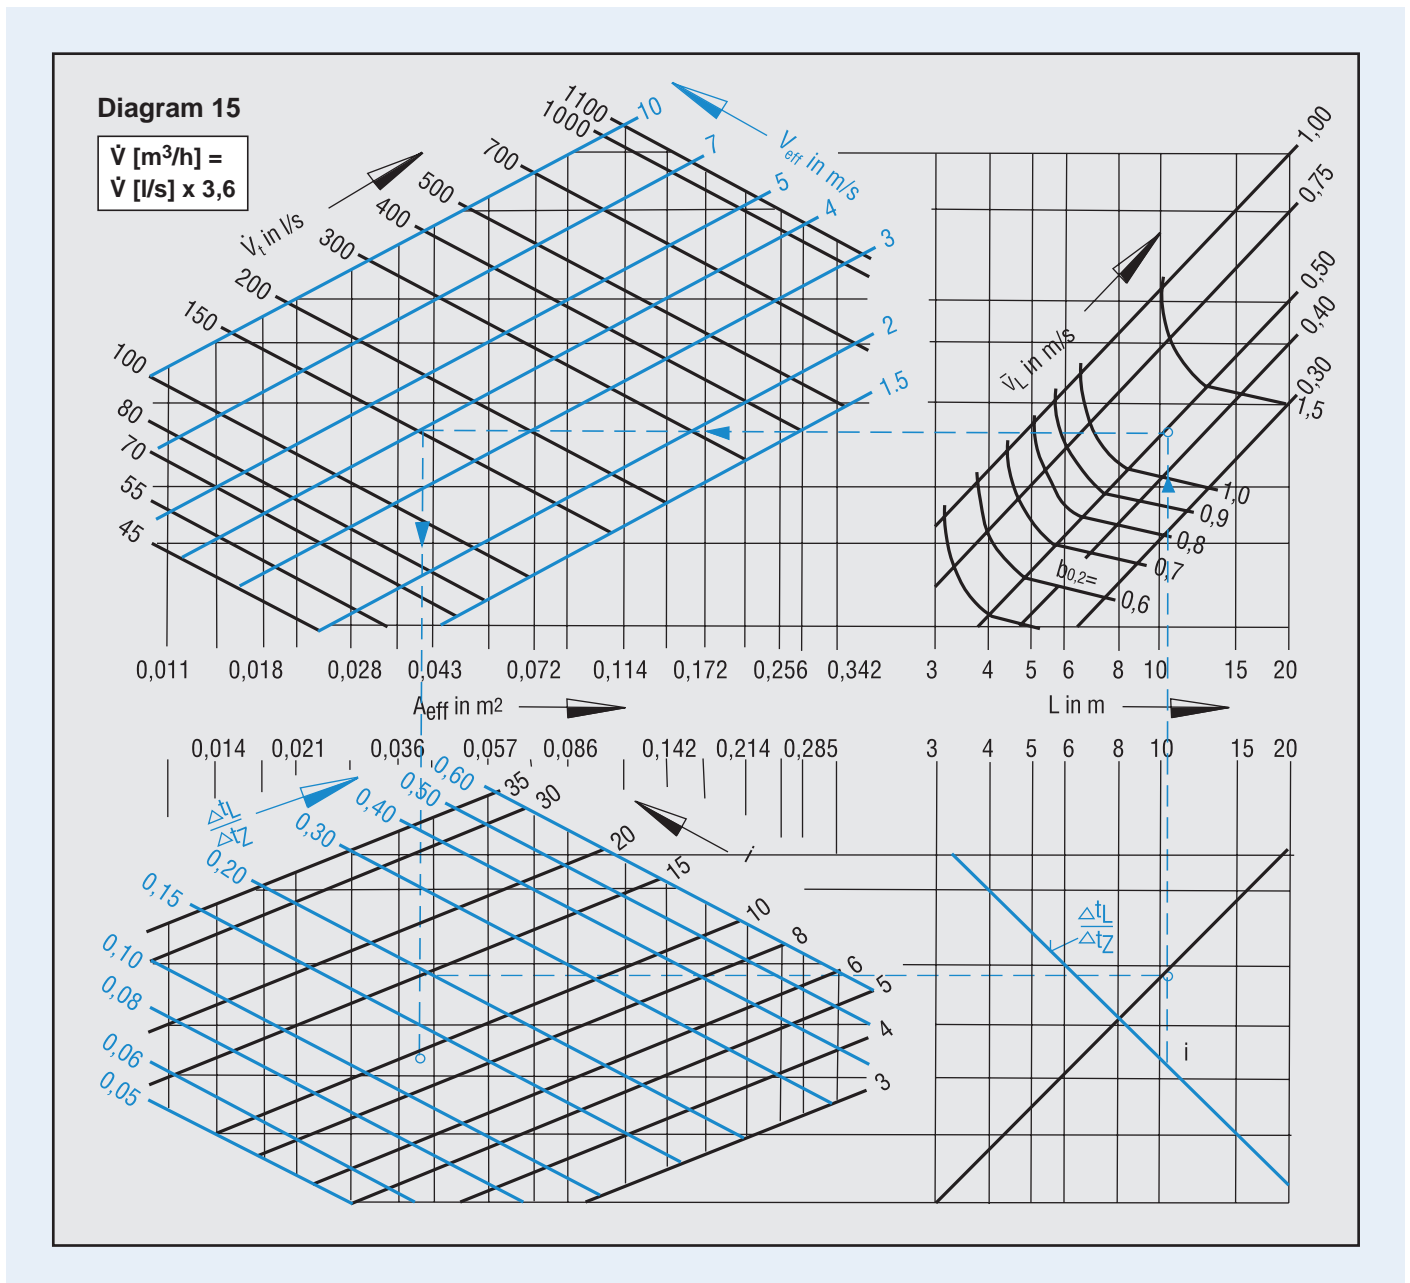 Diagram 15
V̇ [m³/h] =
V̇ [l/s] x 3,6
V̇t in l/s
1100
1000
700
500
400
300
200
150
100
80
70
55
45
Veff in m/s
10
7
5
4
3
2
1.5
v̄L in m/s
1,00
0,75
0,50
0,40
0,30
1,5
1,0
0,9
0,8
0,7
b0,2=
0,6
0,011 0,018 0,028 0,043 0,072 0,114 0,172 0,256 0,342
3 4 5 6 8 10 15 20
Aeff in m²
L in m
0,014 0,021 0,036 0,057 0,086 0,142 0,214 0,285
3 4 5 6 8 10 15 20
△tL
△tZ
0,60
0,50
0,40
0,30
0,20
0,15
0,10
0,08
0,06
0,05
35
30
20
15
10
8
6
5
4
3
i
△tL
△tZ
i